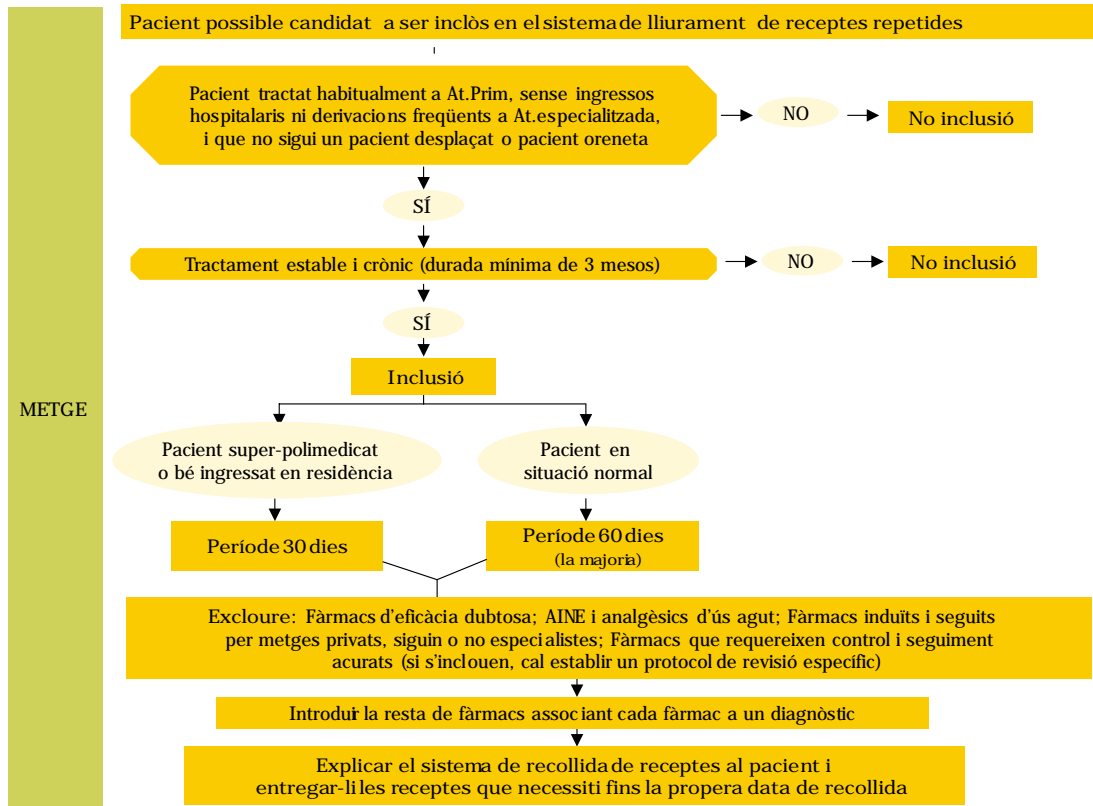 Pacient possible candidat a ser inclòs en el sistema de lliurament de receptes repetides
Pacient tractat habitualment a At.Prim, sense ingressos
hospitalaris ni derivacions freqüents a At.especialitzada,
i que no sigui un pacient desplaçat o pacient oreneta
NO
No inclusió
SÍ
Tractament estable i crònic (durada mínima de 3 mesos)
NO
No inclusió
SÍ
Inclusió
METGE
Pacient super-polimedicat
o bé ingressat en residència
Pacient en
situació normal
Període 30 dies
Període 60 dies
(la majoria)
Excloure: Fàrmacs d'eficàcia dubtosa; AINE i analgèsics d'ús agut; Fàrmacs induïts i seguits
per metges privats, siguin o no especialistes; Fàrmacs que requereixen control i seguiment
acurats (si s'inclouen, cal establir un protocol de revisió específic)
Introduir la resta de fàrmacs associant cada fàrmac a un diagnòstic
Explicar el sistema de recollida de receptes al pacient i
entregar-li les receptes que necessiti fins la propera data de recollida